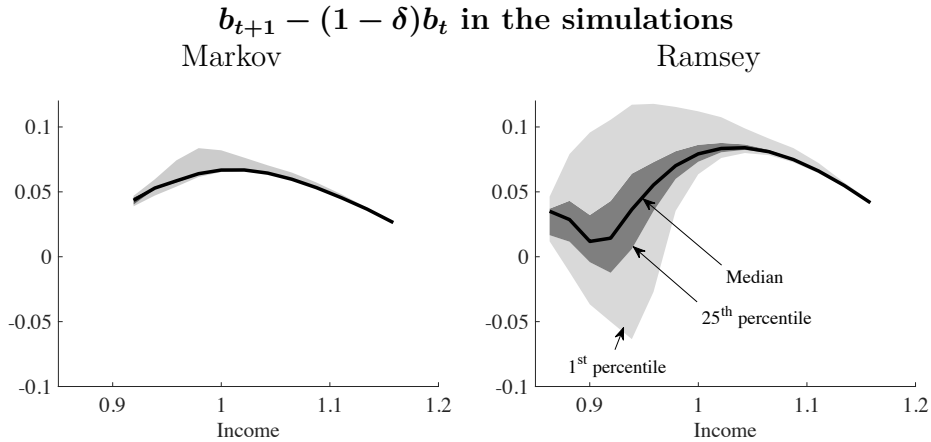 b_{t+1} − (1 − δ)b_t in the simulations
Markov
Ramsey
0.1
0.05
0
-0.05
-0.1
0.9
1
1.1
1.2
Income
0.1
0.05
0
-0.05
-0.1
Median
25th percentile
1st percentile
0.9
1
1.1
1.2
Income